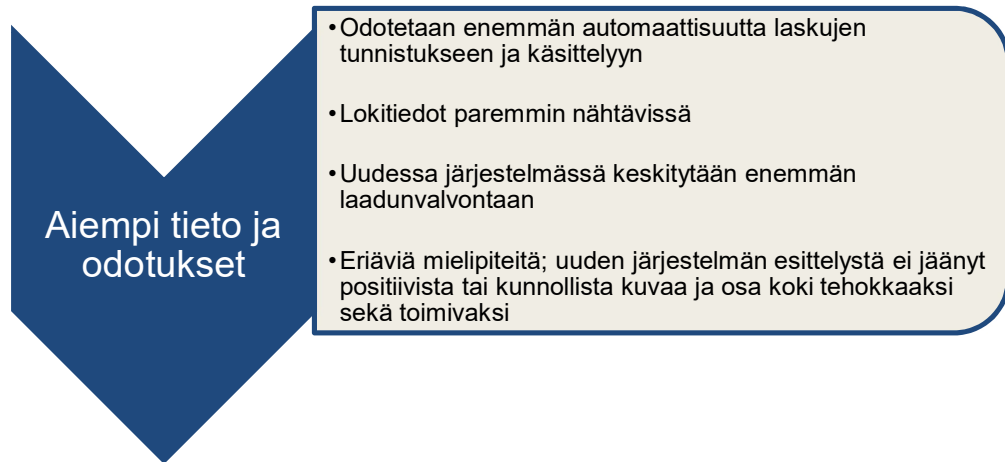 Aiempi tieto ja
odotukset
•Odotetaan enemmän automaattisuutta laskujen
tunnistukseen ja käsittelyyn
•Lokitiedot paremmin nähtävissä
•Uudessa järjestelmässä keskitytään enemmän
laadunvalvontaan
•Eriäviä mielipiteitä; uuden järjestelmän esittelystä ei jäänyt
positiivista tai kunnollista kuvaa ja osa koki tehokkaaksi
sekä toimivaksi